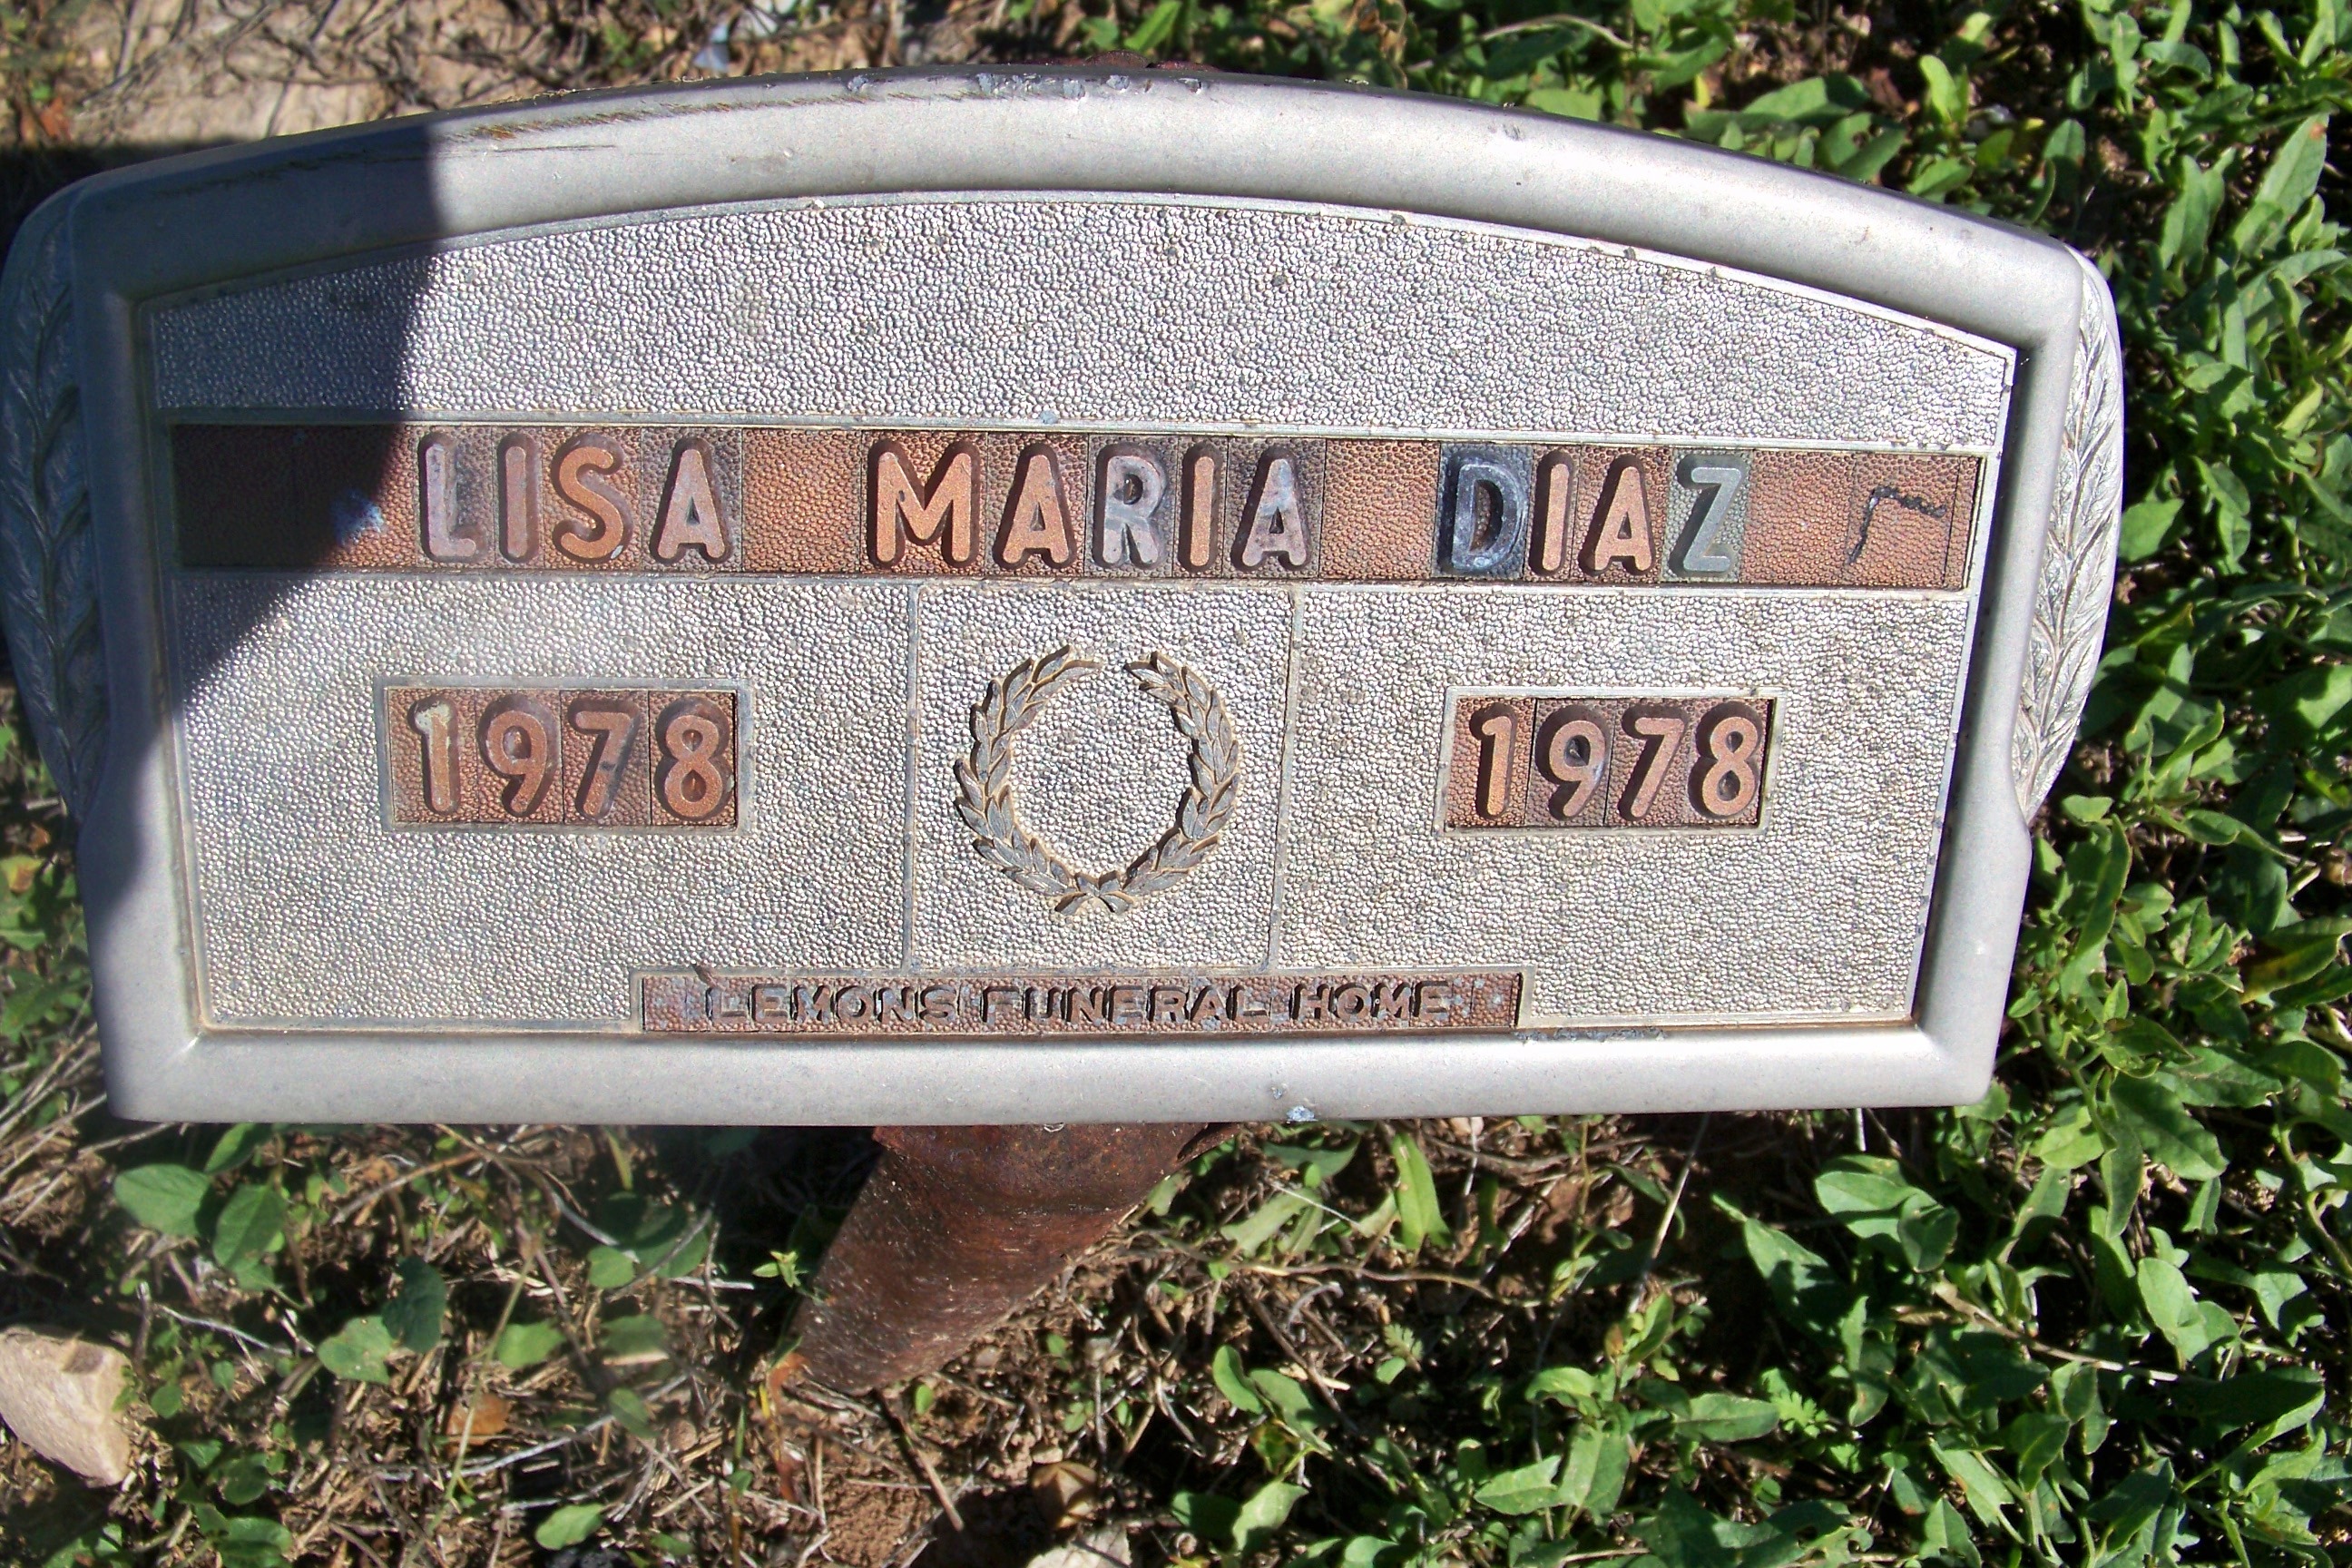 LISA MARIA DIAZ
1978 1978
LEMONS FUNERAL HOME